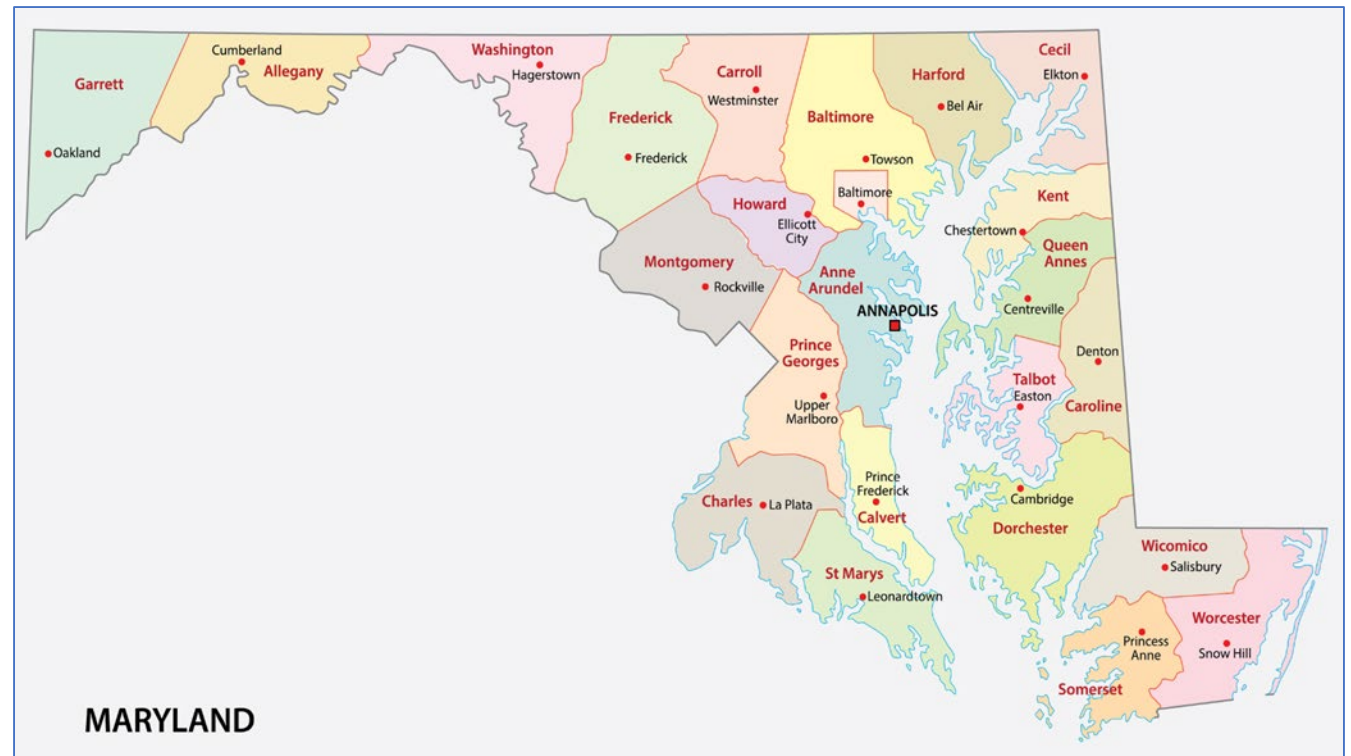 Garrett
Oakland
Cumberland
Allegany
Washington
Hagerstown
Frederick
Frederick
Carroll
Westminster
Baltimore
Towson
Baltimore
Harford
Bel Air
Cecil
Elkton
Howard
Ellicott
City
Montgomery
Rockville
Anne
Arundel
ANNAPOLIS
Kent
Chestertown
Queen
Annes
Centreville
Prince
Georges
Upper
Marlboro
Talbot
Easton
Denton
Caroline
Charles
La Plata
Prince
Frederick
Calvert
St Marys
Leonardtown
Cambridge
Dorchester
Wicomico
Salisbury
Worcester
Snow Hill
Princess
Anne
Somerset
MARYLAND